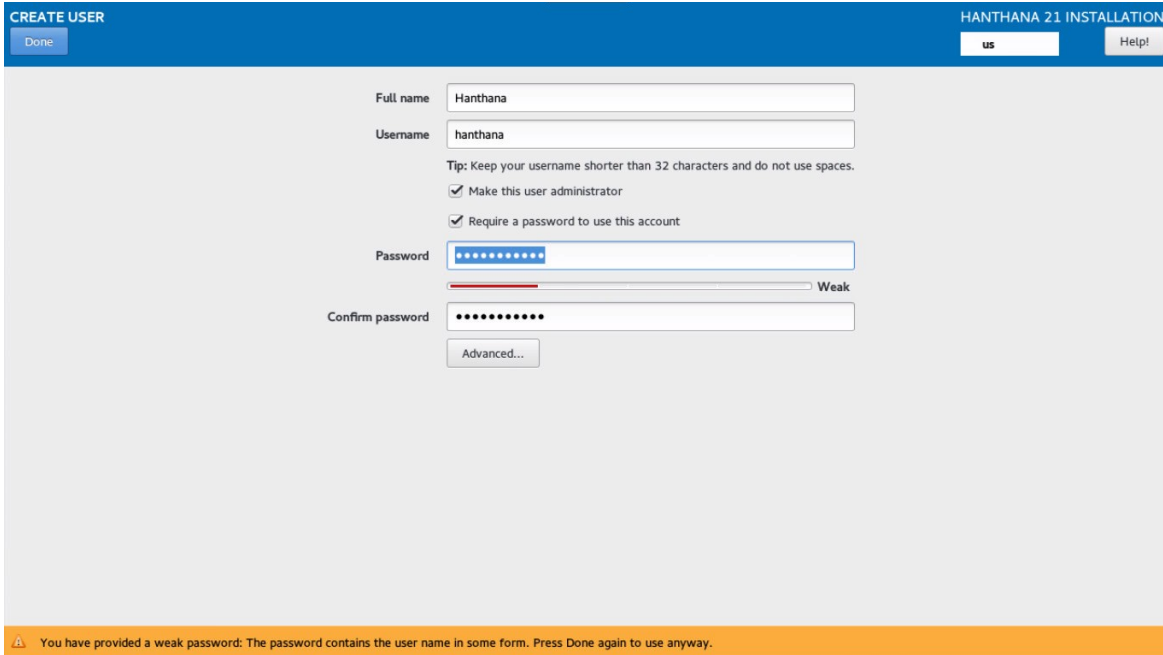 CREATE USER
HANTHANA 21 INSTALLATION
Done
us
Help!
Full name
Hanthana
Username
hanthana
Tip: Keep your username shorter than 32 characters and do not use spaces.
Make this user administrator
Require a password to use this account
Password
•••••••••••
Weak
Confirm password
•••••••••••
Advanced...
You have provided a weak password: The password contains the user name in some form. Press Done again to use anyway.